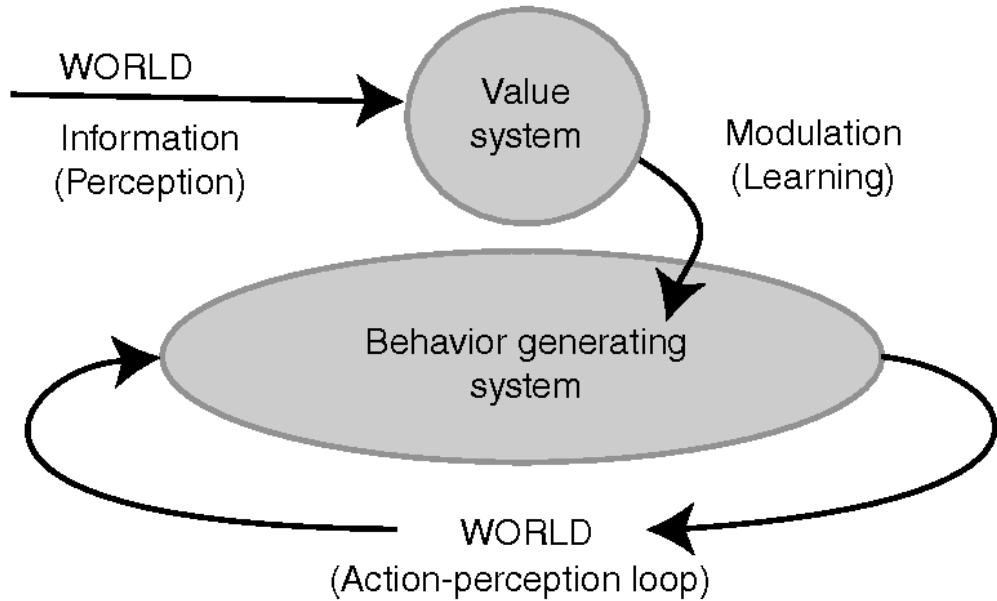 WORLD
Information
(Perception)
Value
system
Modulation
(Learning)
Behavior generating
system
WORLD
(Action-perception loop)